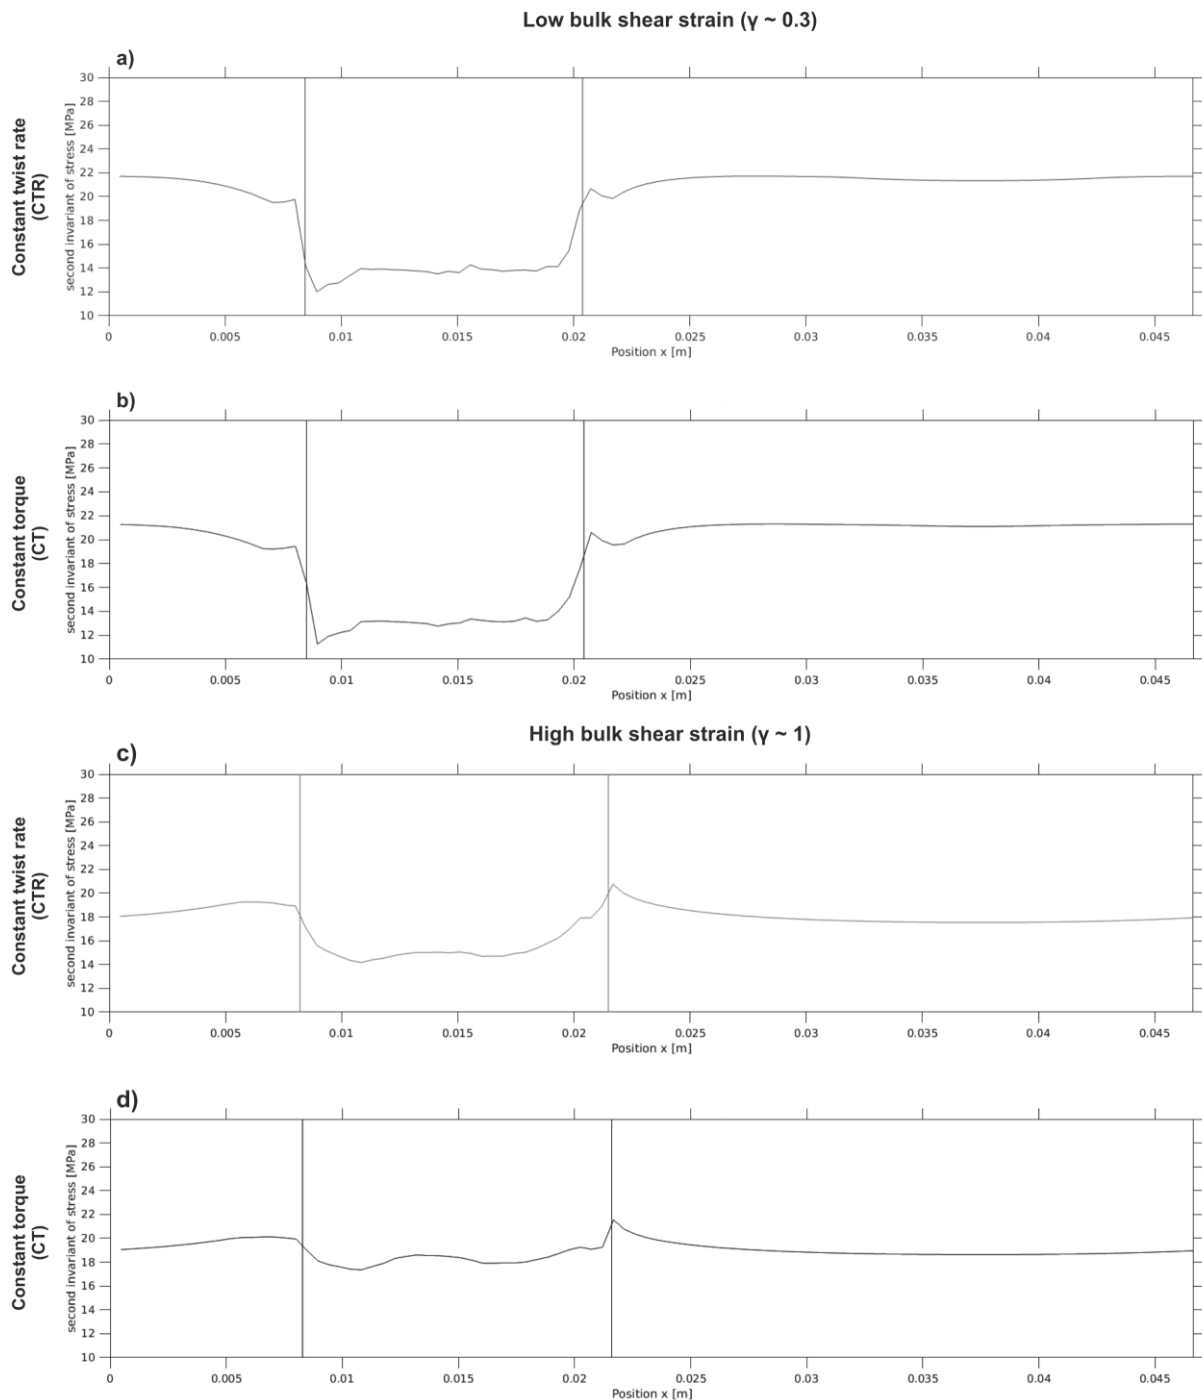 Low bulk shear strain (γ ~ 0.3)
a)
Constant twist rate
(CTR)
second invariant of stress [MPa]
30
28
26
24
22
20
18
16
14
12
10
0 0.005 0.01 0.015 0.02 0.025 0.03 0.035 0.04 0.045
Position x [m]
b)
Constant torque
(CT)
second invariant of stress [MPa]
30
28
26
24
22
20
18
16
14
12
10
0 0.005 0.01 0.015 0.02 0.025 0.03 0.035 0.04 0.045
Position x [m]
High bulk shear strain (γ ~ 1)
c)
Constant twist rate
(CTR)
second invariant of stress [MPa]
30
28
26
24
22
20
18
16
14
12
10
0 0.005 0.01 0.015 0.02 0.025 0.03 0.035 0.04 0.045
Position x [m]
d)
Constant torque
(CT)
second invariant of stress [MPa]
30
28
26
24
22
20
18
16
14
12
10
0 0.005 0.01 0.015 0.02 0.025 0.03 0.035 0.04 0.045
Position x [m]